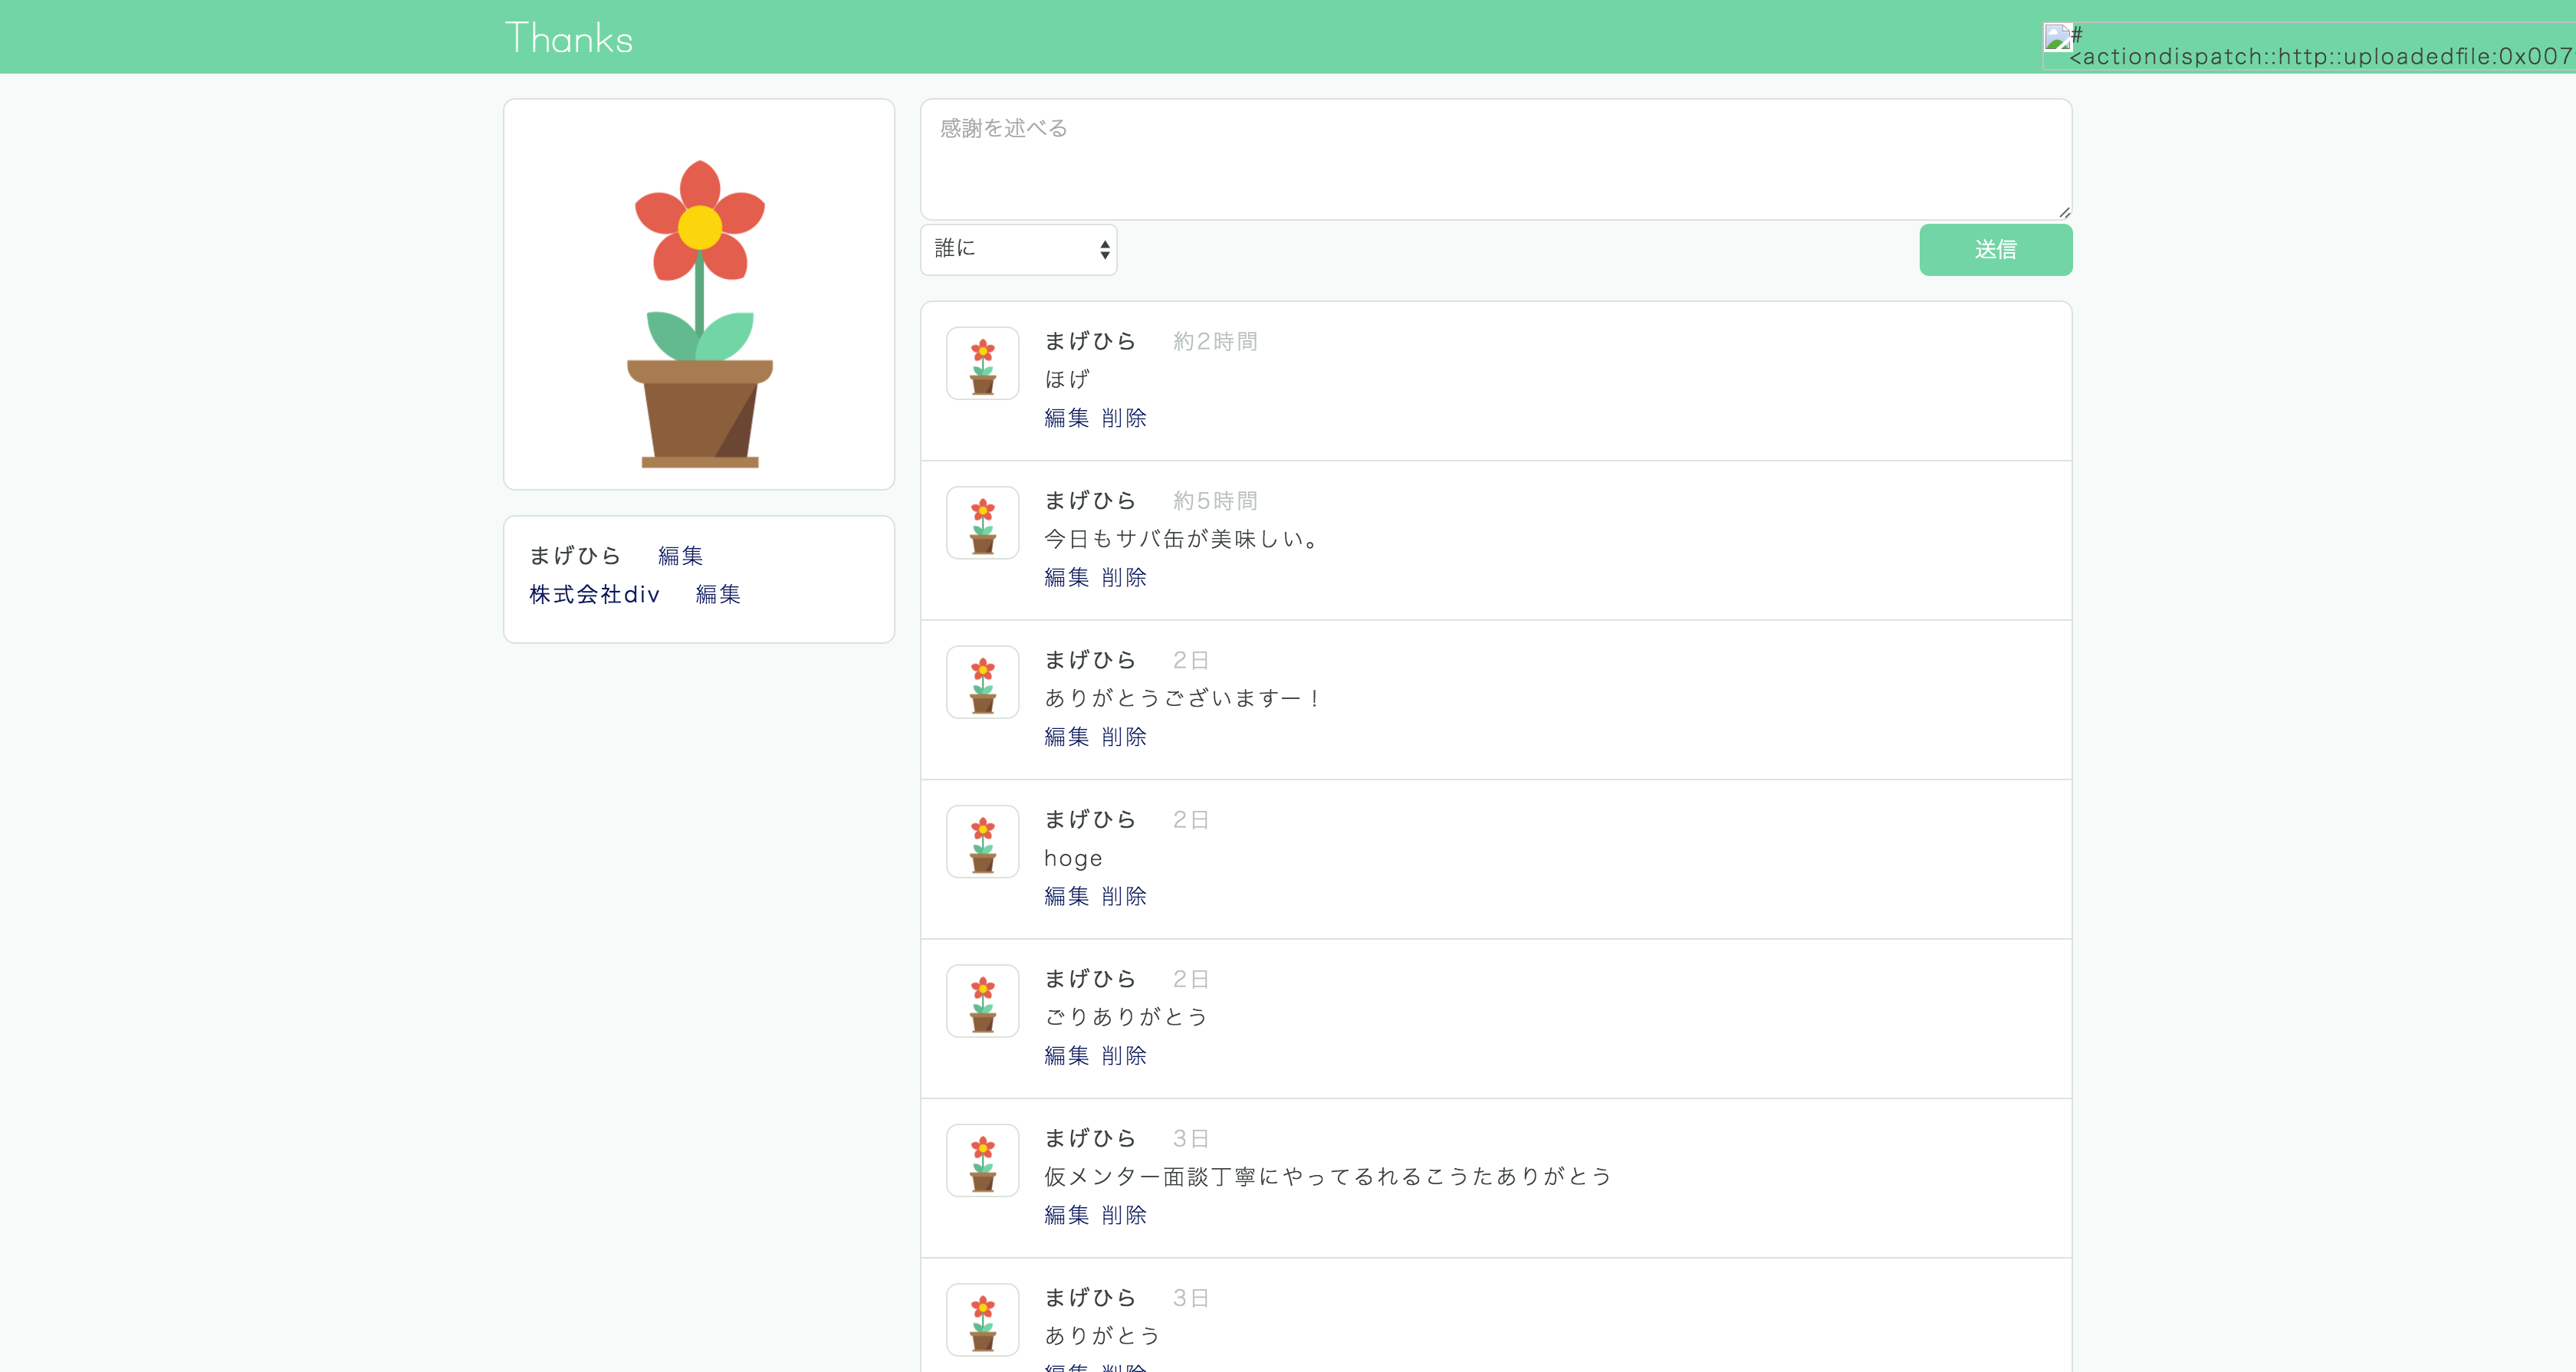 Thanks
#
<actiondispatch::http::uploadedfile:0x007
感謝を述べる
誰に
送信
まげひら 編集
株式会社div 編集
まげひら 約2時間
ほげ
編集 削除
まげひら 約5時間
今日もサバ缶が美味しい。
編集 削除
まげひら 2日
ありがとうございますー！
編集 削除
まげひら 2日
hoge
編集 削除
まげひら 2日
ごりありがとう
編集 削除
まげひら 3日
仮メンター面談丁寧にやってるれるこうたありがとう
編集 削除
まげひら 3日
ありがとう
編集 削除